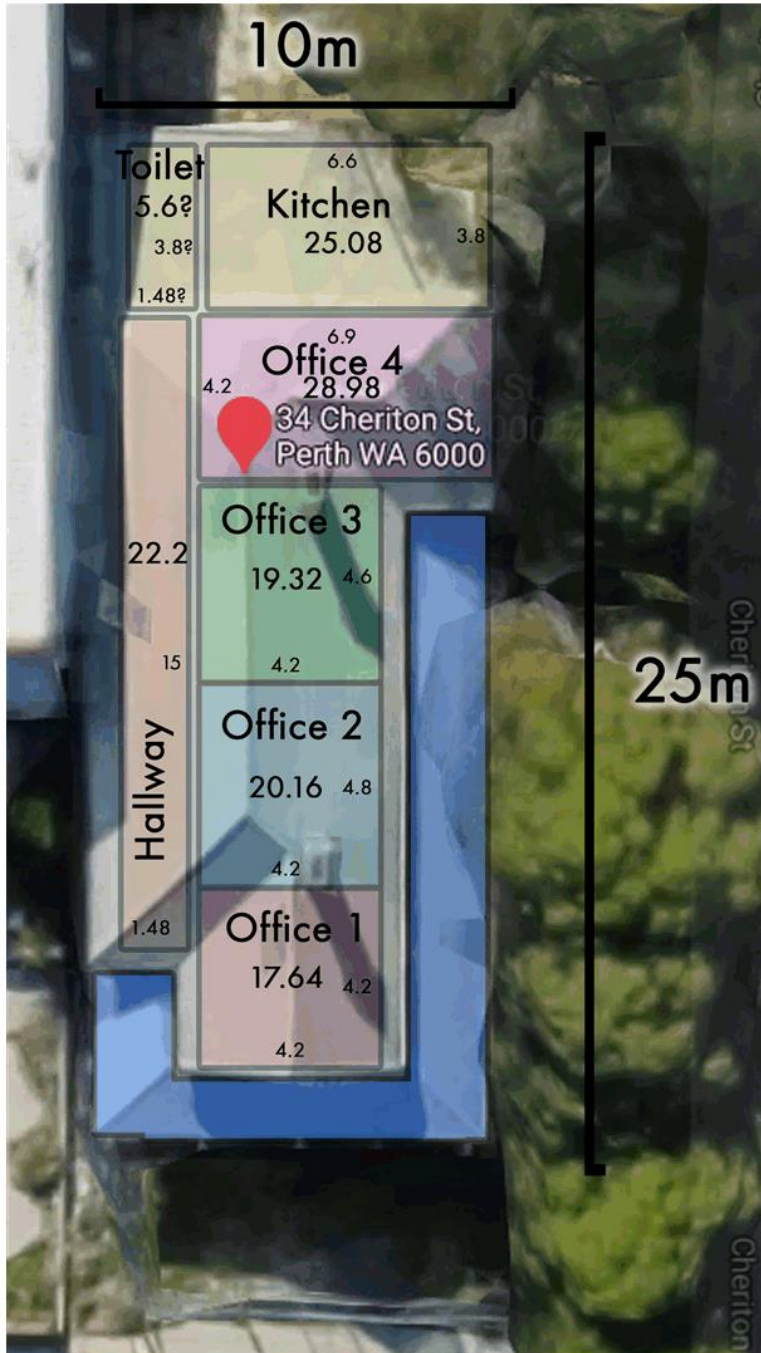 10m
Toilet
5.6?
3.8?
1.48?
6.6
Kitchen
25.08
3.8
6.9
Office 4
4.2
28.98
34 Cheriton St,
Perth WA 6000
Office 3
19.32
4.6
4.2
22.2
15
Hallway
1.48
Office 2
20.16
4.8
4.2
Office 1
17.64
4.2
4.2
25m
Cheriton St
Cheriton